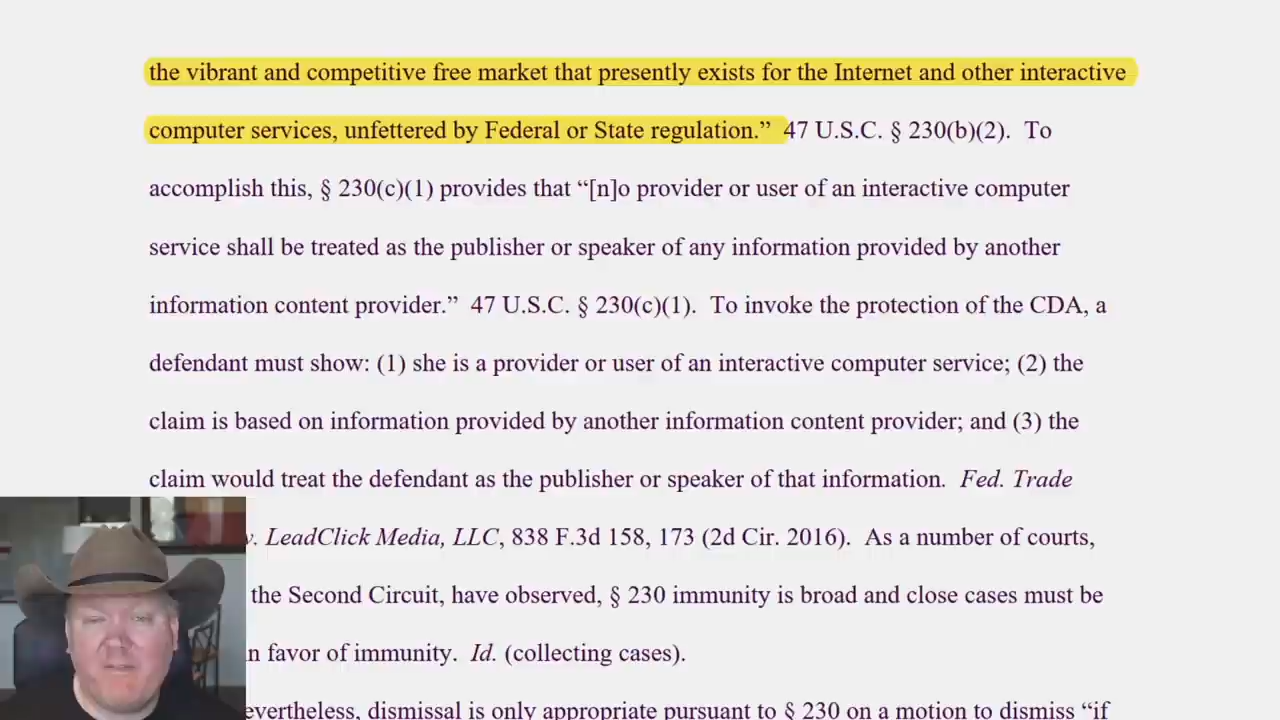 the vibrant and competitive free market that presently exists for the Internet and other interactive
computer services, unfettered by Federal or State regulation.” 47 U.S.C. § 230(b)(2). To
accomplish this, § 230(c)(1) provides that “[n]o provider or user of an interactive computer
service shall be treated as the publisher or speaker of any information provided by another
information content provider.” 47 U.S.C. § 230(c)(1). To invoke the protection of the CDA, a
defendant must show: (1) she is a provider or user of an interactive computer service; (2) the
claim is based on information provided by another information content provider; and (3) the
claim would treat the defendant as the publisher or speaker of that information. Fed. Trade
v. LeadClick Media, LLC, 838 F.3d 158, 173 (2d Cir. 2016). As a number of courts,
the Second Circuit, have observed, § 230 immunity is broad and close cases must be
n favor of immunity. Id. (collecting cases).
evertheless, dismissal is only appropriate pursuant to § 230 on a motion to dismiss “if